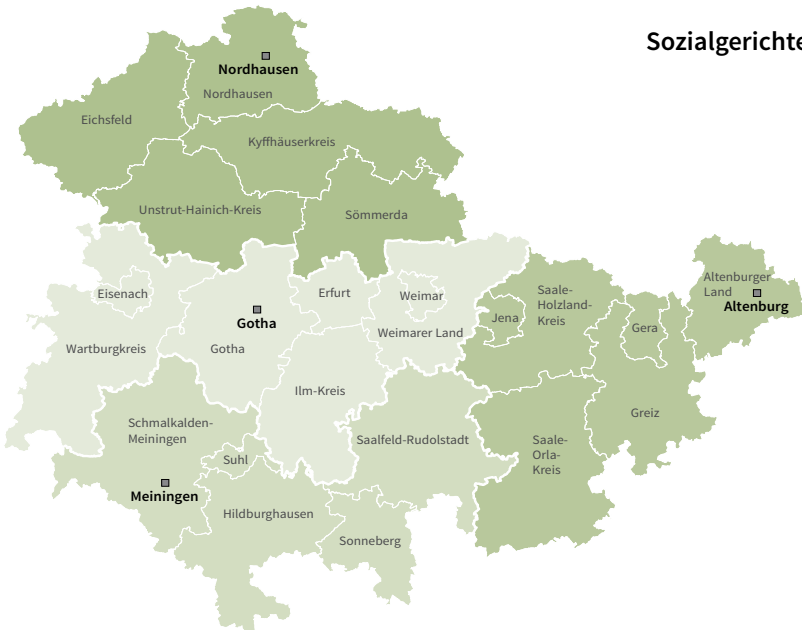 Sozialgerichte
Nordhausen
Nordhausen
Eichsfeld
Kyffhäuserkreis
Unstrut-Hainich-Kreis
Sömmerda
Altenburger
Land
Altenburg
Eisenach
Erfurt
Weimar
Saale-
Holzland-
Kreis
Gotha
Jena
Gera
Weimarer Land
Wartburgkreis
Gotha
Ilm-Kreis
Schmalkalden-
Meiningen
Saalfeld-Rudolstadt
Greiz
Saale-
Orla-
Kreis
Suhl
Meiningen
Hildburghausen
Sonneberg